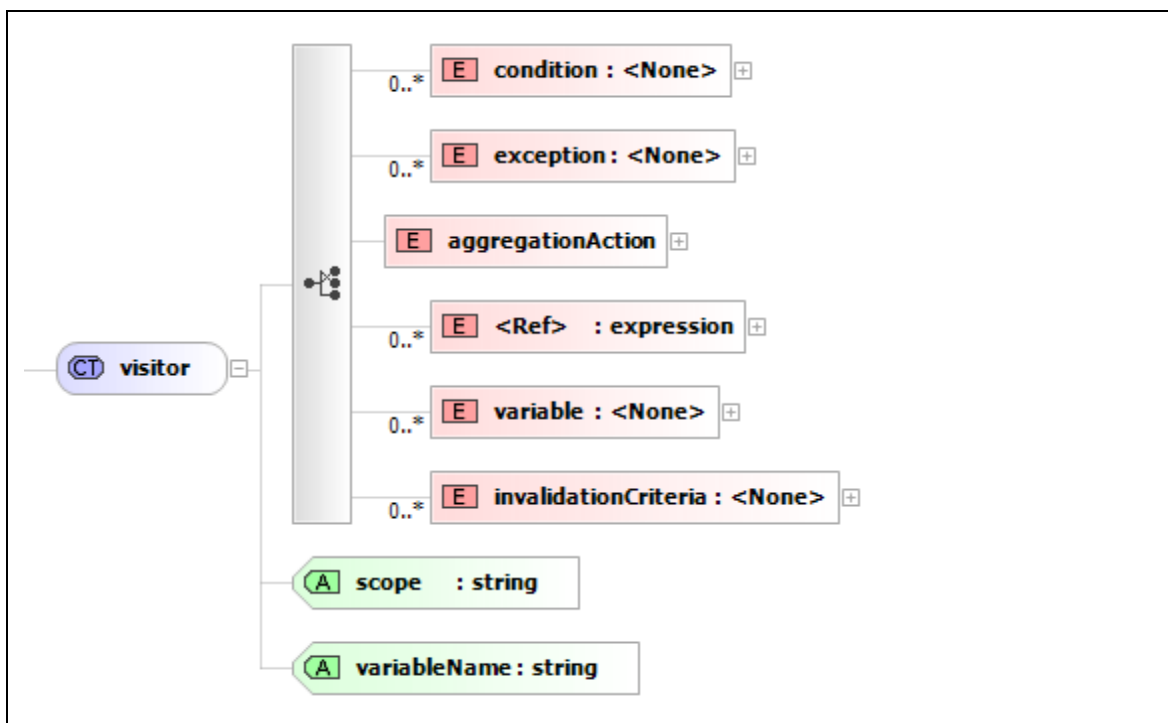 E condition : <None>
0..*
E exception : <None>
0..*
E aggregationAction
E <Ref> : expression
0..*
CT visitor
E variable : <None>
0..*
E invalidationCriteria : <None>
0..*
A scope : string
A variableName : string